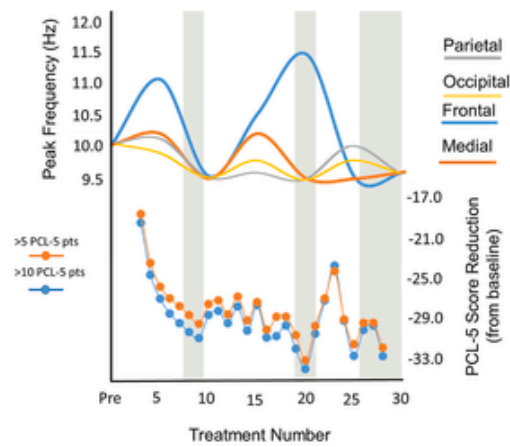 Peak Frequency (Hz)
12.0
11.5
11.0
10.5
10.0
9.5
Parietal
Occipital
Frontal
Medial
-17.0
-21.0
-25.0
-29.0
-33.0
PCL-5 Score Reduction
(from baseline)
>5 PCL-5 pts
>10 PCL-5 pts
Pre 5 10 15 20 25 30
Treatment Number